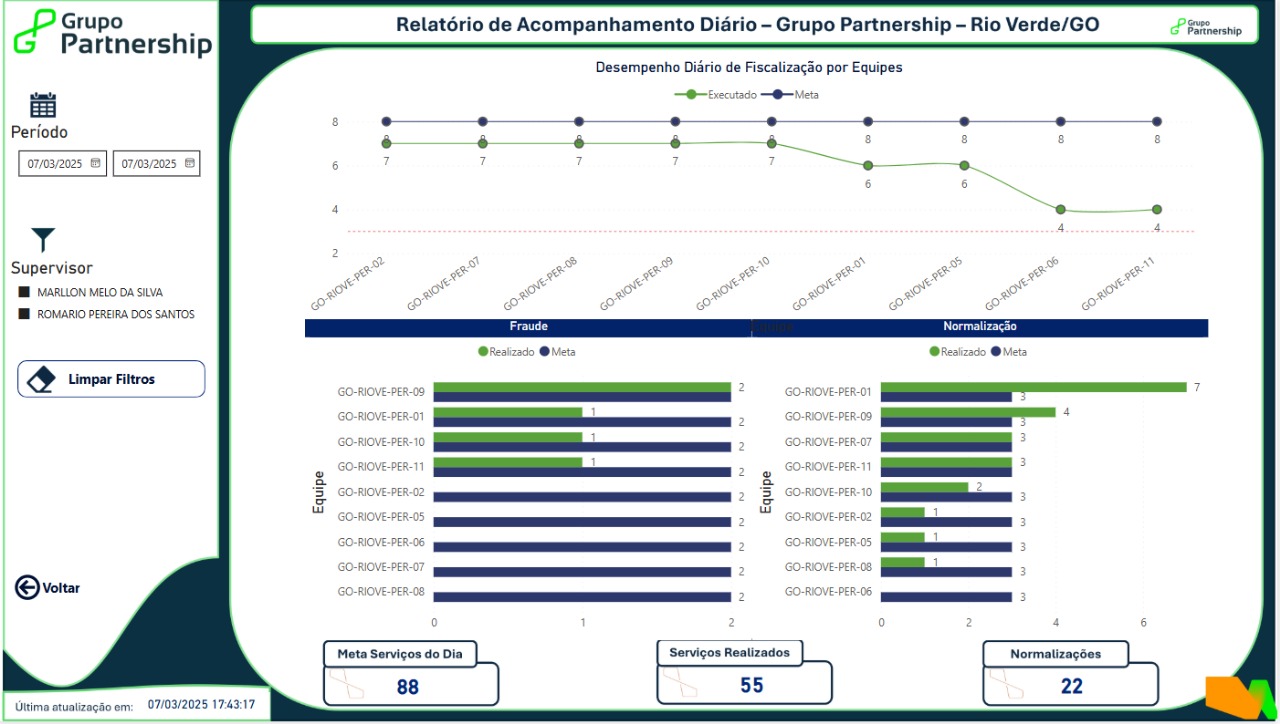 Grupo
Partnership
Relatório de Acompanhamento Diário – Grupo Partnership – Rio Verde/GO
Grupo
Partnership
Período
07/03/2025 07/03/2025
Supervisor
MARLLON MELO DA SILVA
ROMARIO PEREIRA DOS SANTOS
Limpar Filtros
Voltar
Última atualização em: 07/03/2025 17:43:17
Desempenho Diário de Fiscalização por Equipes
Executado Meta
8
8 8 8 8 8 8 8 8 8
7 7 7 7 7
6
6 6
4
4 4
2
GO-RIOVE-PER-02 GO-RIOVE-PER-07 GO-RIOVE-PER-08 GO-RIOVE-PER-09 GO-RIOVE-PER-10 GO-RIOVE-PER-01 GO-RIOVE-PER-05 GO-RIOVE-PER-06 GO-RIOVE-PER-11
Equipe
Fraude
Realizado Meta
Equipe
GO-RIOVE-PER-09 2
GO-RIOVE-PER-01 1
2
GO-RIOVE-PER-10 1
2
GO-RIOVE-PER-11 1
2
GO-RIOVE-PER-02 2
GO-RIOVE-PER-05 2
GO-RIOVE-PER-06 2
GO-RIOVE-PER-07 2
GO-RIOVE-PER-08 2
0 1 2
Normalização
Realizado Meta
Equipe
GO-RIOVE-PER-01 7
3
GO-RIOVE-PER-09 4
3
GO-RIOVE-PER-07 3
GO-RIOVE-PER-11 3
GO-RIOVE-PER-10 2
3
GO-RIOVE-PER-02 1
3
GO-RIOVE-PER-05 1
3
GO-RIOVE-PER-08 1
3
GO-RIOVE-PER-06 3
0 2 4 6
Meta Serviços do Dia
88
Serviços Realizados
55
Normalizações
22